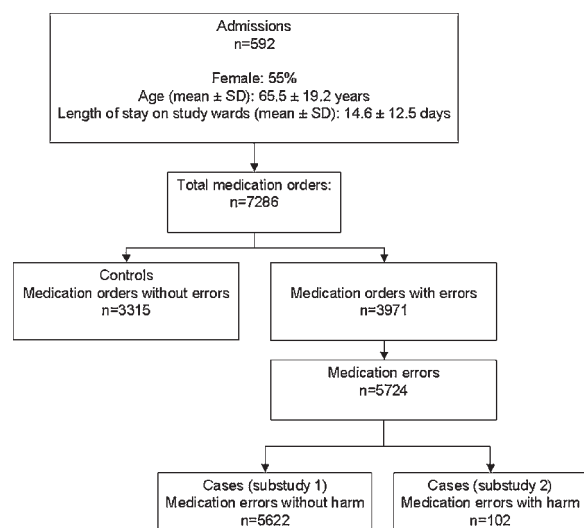 Admissions
n=592
Female: 55%
Age (mean ± SD): 65.5 ± 19.2 years
Length of stay on study wards (mean ± SD): 14.6 ± 12.5 days
Total medication orders:
n=7286
Controls
Medication orders without errors
n=3315
Medication orders with errors
n=3971
Medication errors
n=5724
Cases (substudy 1)
Medication errors without harm
n=5622
Cases (substudy 2)
Medication errors with harm
n=102